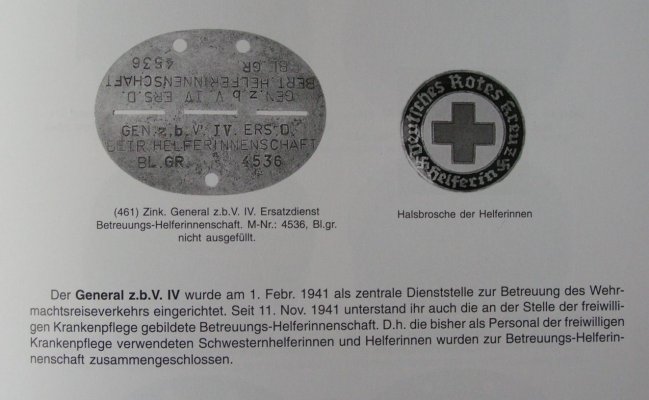 4536 BL.GR.
BERT.HELFERINNENSCHAFT
GEN.z.b.V. IV. ERS.D.
GEN.z.b.V. IV. ERS.D.
BETR.HELFERINNENSCHAFT
BL.GR. 4536
Deutsches Rotes Kreuz
Helferin
(461) Zink. General z.b.V. IV. Ersatzdienst
Betreuungs-Helferinnenschaft. M-Nr.: 4536, Bl.gr.
nicht ausgefüllt.
Halsbrosche der Helferinnen
Der General z.b.V. IV wurde am 1. Febr. 1941 als zentrale Dienststelle zur Betreuung des Wehr-
machtsreiseverkehrs eingerichtet. Seit 11. Nov. 1941 unterstand ihr auch die an der Stelle der freiwilli-
gen Krankenpflege gebildete Betreuungs-Helferinnenschaft. D.h. die bisher als Personal der freiwilligen
Krankenpflege verwendeten Schwesternhelferinnen und Helferinnen wurden zur Betreuungs-Helferin-
nenschaft zusammengeschlossen.